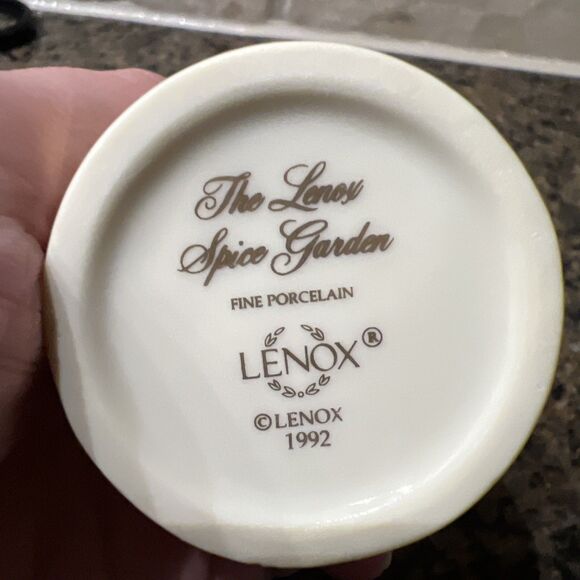 The Lenox
Spice Garden
FINE PORCELAIN
LENOX®
©LENOX
1992